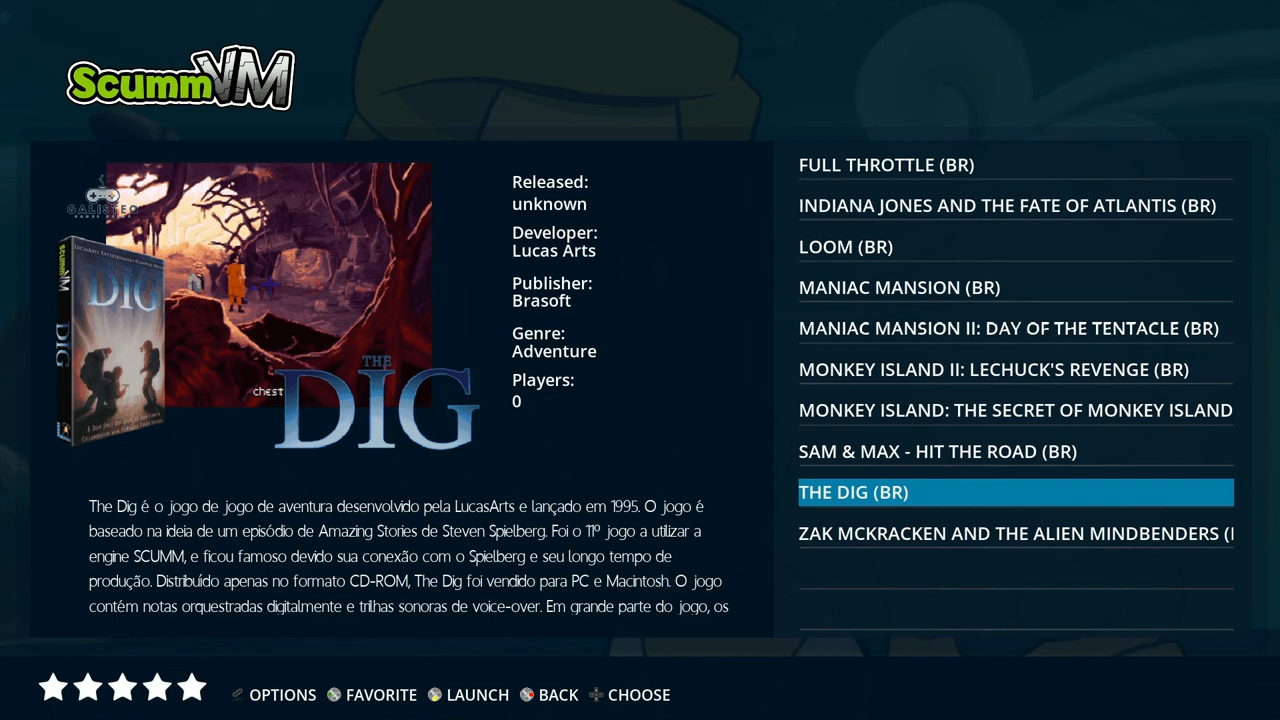 ScummVM
GALISTEO
THE
DIG
DIG
ScummVM
DIG
chest
Released:
unknown
Developer:
Lucas Arts
Publisher:
Brasoft
Genre:
Adventure
Players:
0
The Dig é o jogo de jogo de aventura desenvolvido pela LucasArts e lançado em 1995. O jogo é
baseado na ideia de um episódio de Amazing Stories de Steven Spielberg. Foi o 11º jogo a utilizar a
engine SCUMM, e ficou famoso devido sua conexão com o Spielberg e seu longo tempo de
produção. Distribuído apenas no formato CD-ROM, The Dig foi vendido para PC e Macintosh. O jogo
contém notas orquestradas digitalmente e trilhas sonoras de voice-over. Em grande parte do jogo, os
FULL THROTTLE (BR)
INDIANA JONES AND THE FATE OF ATLANTIS (BR)
LOOM (BR)
MANIAC MANSION (BR)
MANIAC MANSION II: DAY OF THE TENTACLE (BR)
MONKEY ISLAND II: LECHUCK'S REVENGE (BR)
MONKEY ISLAND: THE SECRET OF MONKEY ISLAND
SAM & MAX - HIT THE ROAD (BR)
THE DIG (BR)
ZAK MCKRACKEN AND THE ALIEN MINDBENDERS (
OPTIONS FAVORITE LAUNCH BACK CHOOSE